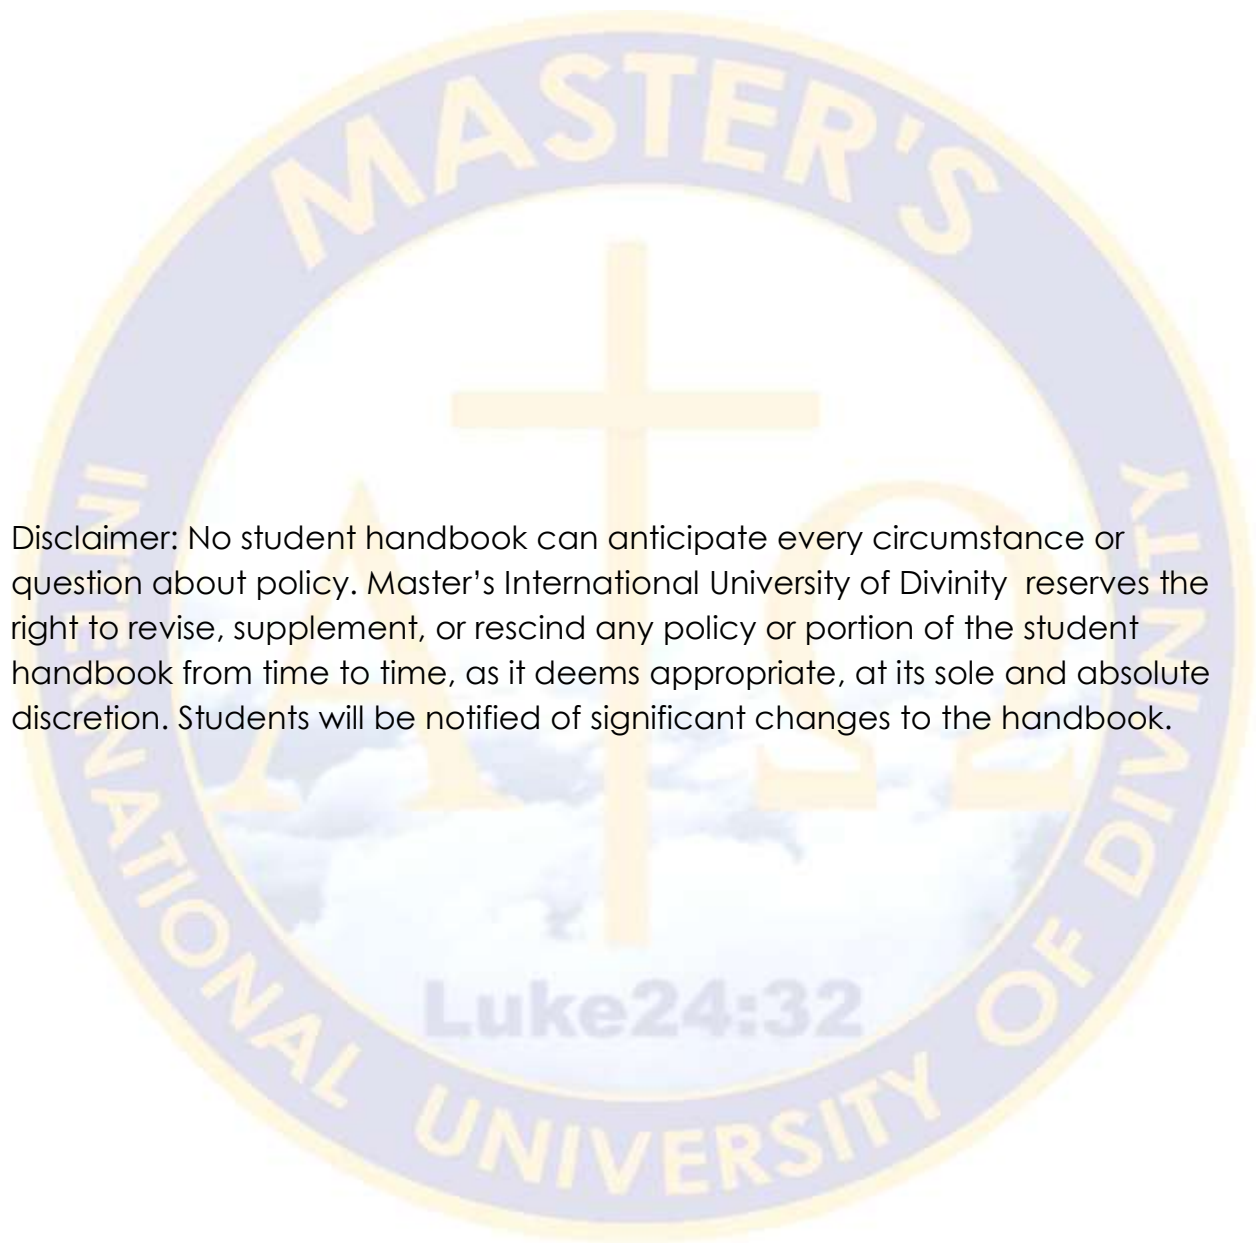 MASTER'S
Disclaimer: No student handbook can anticipate every circumstance or
question about policy. Master’s International University of Divinity  reserves the
right to revise, supplement, or rescind any policy or portion of the student
handbook from time to time, as it deems appropriate, at its sole and absolute
discretion. Students will be notified of significant changes to the handbook.
Α Ω
Luke24:32
INTERNATIONAL UNIVERSITY OF DIVINITY